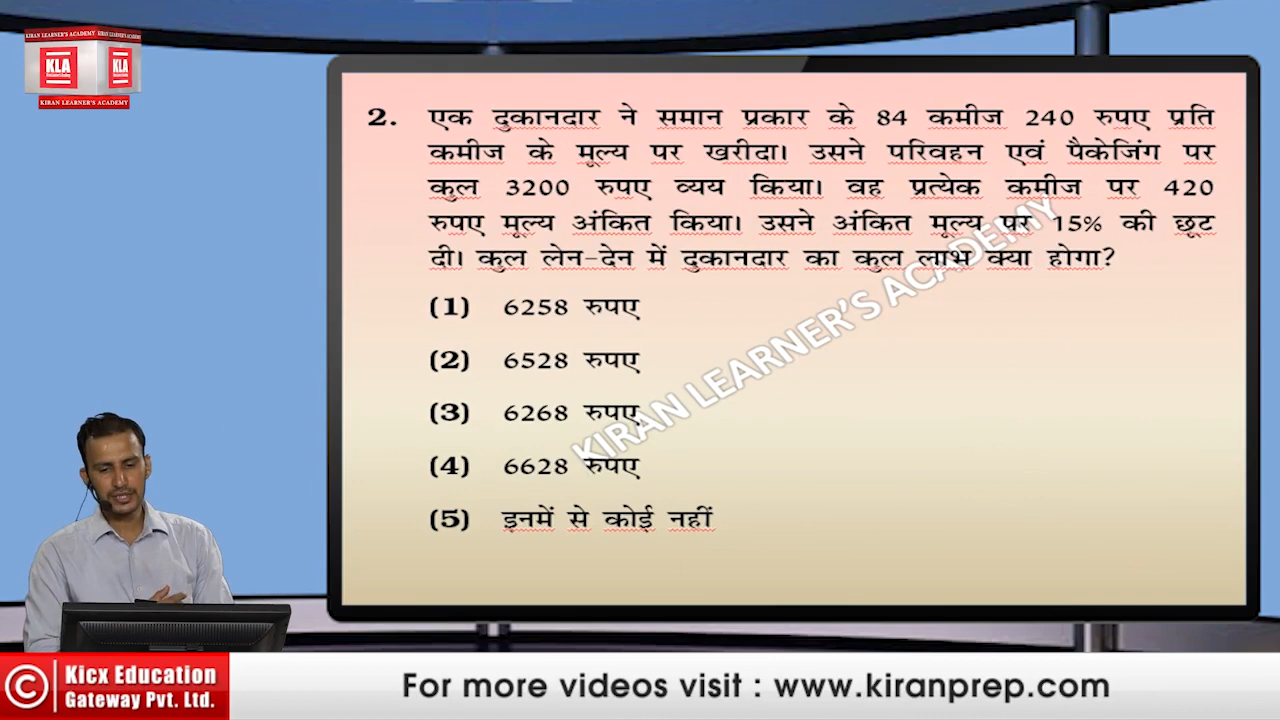 KIRAN LEARNER'S ACADEMY KIRAN LEARNER'S ACADEMY
KLA KLA
KIRAN LEARNER'S ACADEMY
2. एक दुकानदार ने समान प्रकार के 84 कमीज 240 रुपए प्रति
कमीज के मूल्य पर खरीदा। उसने परिवहन एवं पैकेजिंग पर
कुल 3200 रुपए व्यय किया। वह प्रत्येक कमीज पर 420
रुपए मूल्य अंकित किया। उसने अंकित मूल्य पर 15% की छूट
दी। कुल लेन-देन में दुकानदार का कुल लाभ क्या होगा?
(1) 6258 रुपए
(2) 6528 रुपए
(3) 6268 रुपए
(4) 6628 रुपए
(5) इनमें से कोई नहीं
KIRAN LEARNER'S ACADEMY
© Kicx Education
Gateway Pvt. Ltd.
For more videos visit : www.kiranprep.com